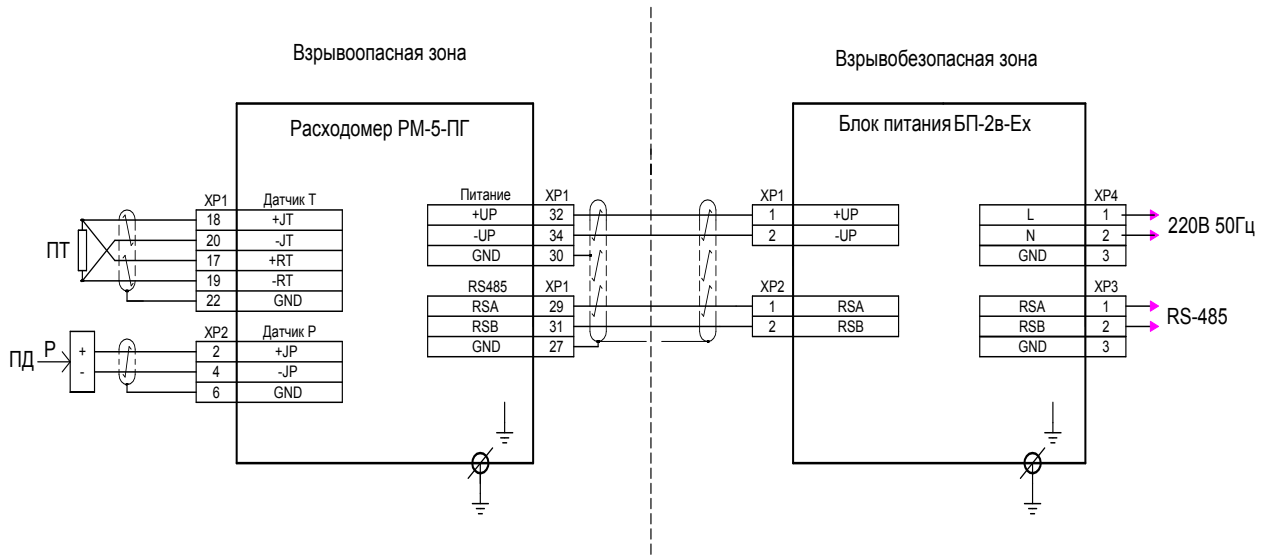 Взрывоопасная зона
Взрывобезопасная зона
Расходомер РМ-5-ПГ
Блок питания БП-2в-Ех
XP1 Датчик Т
18 +JT
20 -JT
17 +RT
19 -RT
22 GND
ПТ
XP2 Датчик Р
2 +JP
4 -JP
6 GND
ПД P + -
Питание XP1
+UP 32
-UP 34
GND 30
RS485 XP1
RSA 29
RSB 31
GND 27
XP1
1 +UP
2 -UP
XP2
1 RSA
2 RSB
XP4
L 1
N 2
GND 3
220В 50Гц
XP3
RSA 1
RSB 2
GND 3
RS-485